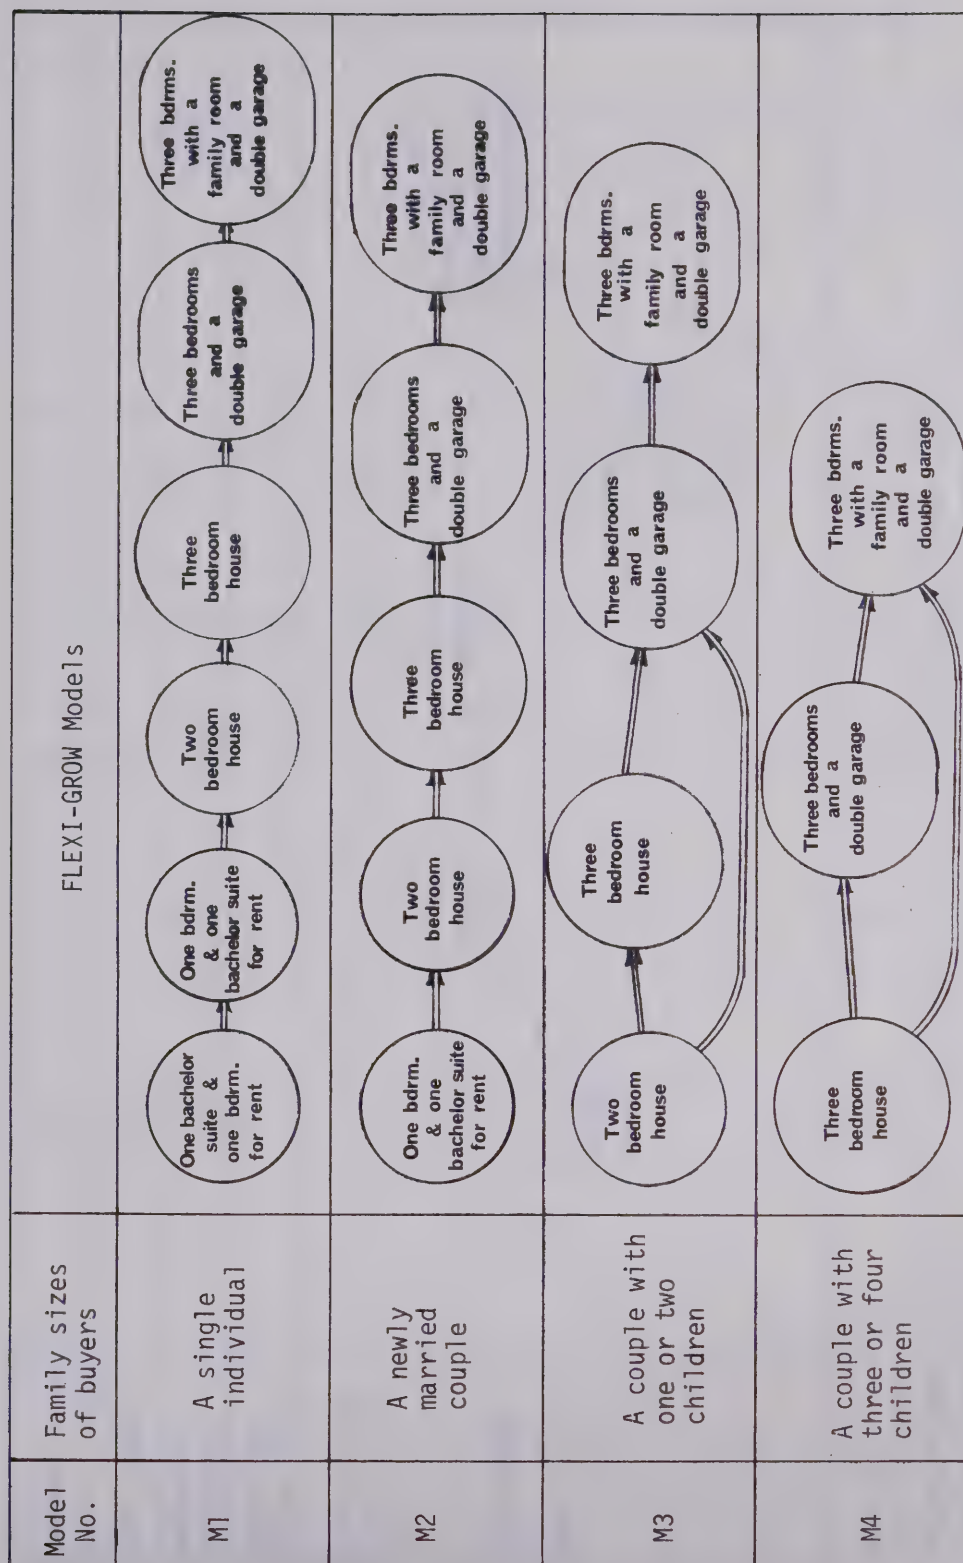 Model
No.
Family sizes
of buyers
FLEXI-GROW Models
M1
A single
individual
One bachelor
suite &
one bdrm.
for rent
One bdrm.
& one
bachelor suite
for rent
Two
bedroom
house
Three
bedroom
house
Three bedrooms
and a
double garage
Three bdrms.
with a
family room
and a
double garage
M2
A newly
married
couple
One bdrm.
& one
bachelor suite
for rent
Two
bedroom
house
Three
bedroom
house
Three bedrooms
and a
double garage
Three bdrms.
with a
family room
and a
double garage
M3
A couple with
one or two
children
Two
bedroom
house
Three
bedroom
house
Three bedrooms
and a
double garage
Three bdrms.
with a
family room
and a
double garage
M4
A couple with
three or four
children
Three
bedroom
house
Three bedrooms
and a
double garage
Three bdrms.
with a
family room
and a
double garage